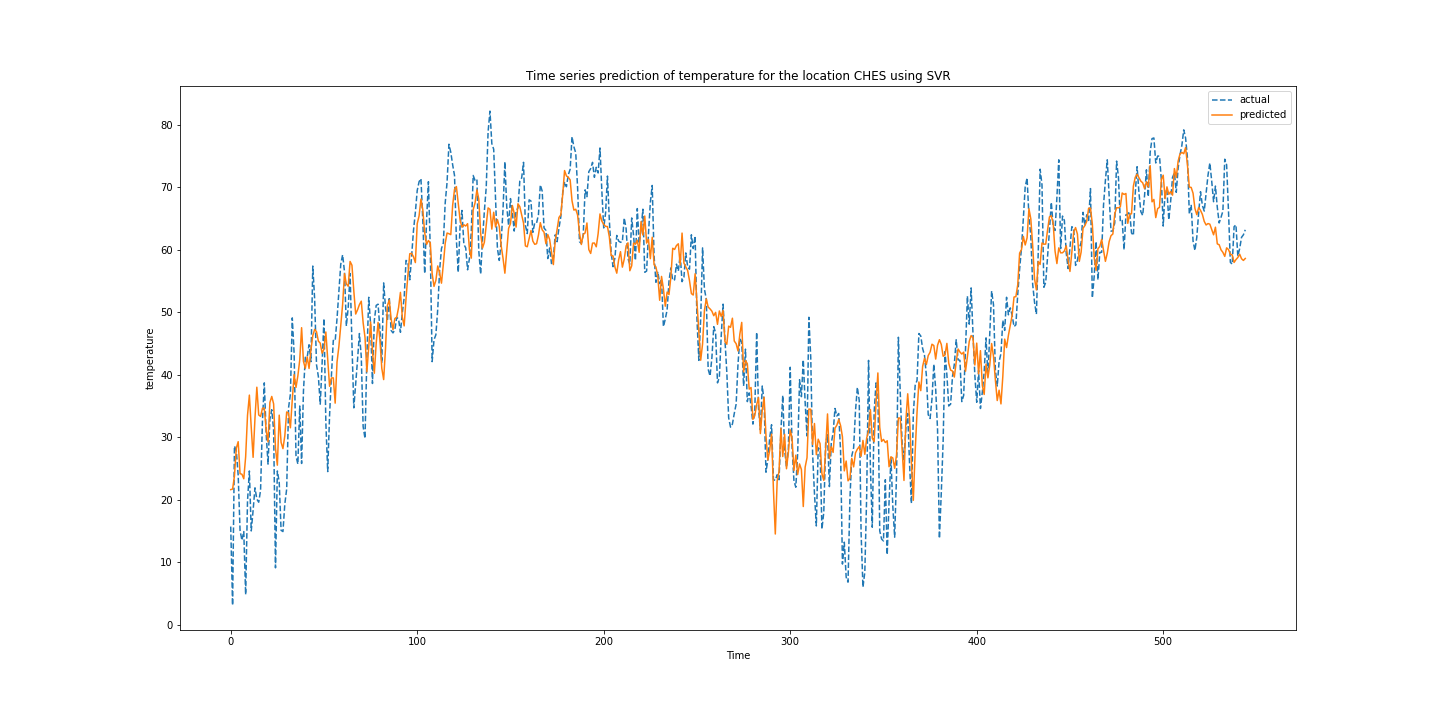 Time series prediction of temperature for the location CHES using SVR
actual
predicted
80
70
60
50
40
30
20
10
0
temperature
0 100 200 300 400 500
Time